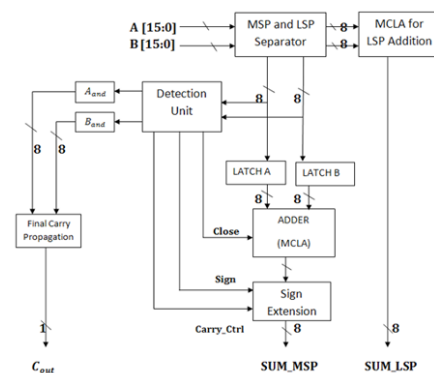 A [15:0]
B [15:0]
MSP and LSP
Separator
8
8
MCLA for
LSP Addition
A_and
B_and
Detection
Unit
8
8
8
8
LATCH A
LATCH B
8
8
Final Carry
Propagation
ADDER
(MCLA)
Close
Sign
Sign
Extension
Carry_Ctrl
1
8
8
C_out
SUM_MSP
SUM_LSP